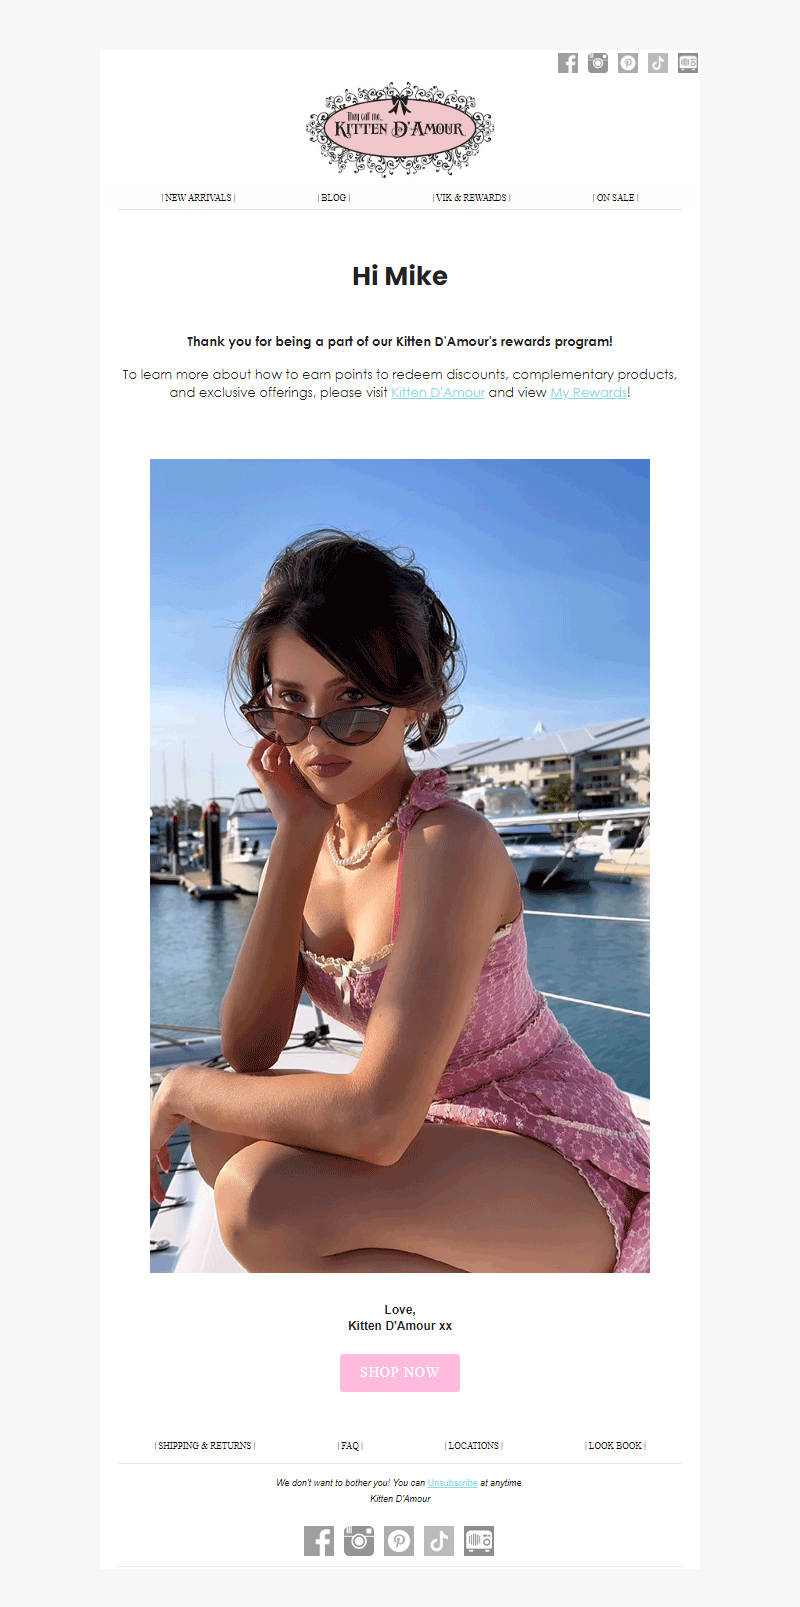 They call me...
KITTEN D'AMOUR
| NEW ARRIVALS |
| BLOG |
| VIK & REWARDS |
| ON SALE |
Hi Mike
Thank you for being a part of our Kitten D'Amour's rewards program!
To learn more about how to earn points to redeem discounts, complementary products,
and exclusive offerings, please visit Kitten D'Amour and view My Rewards!
Love,
Kitten D'Amour xx
SHOP NOW
| SHIPPING & RETURNS |
| FAQ |
| LOCATIONS |
| LOOK BOOK |
We don't want to bother you! You can Unsubscribe at anytime.
Kitten D'Amour